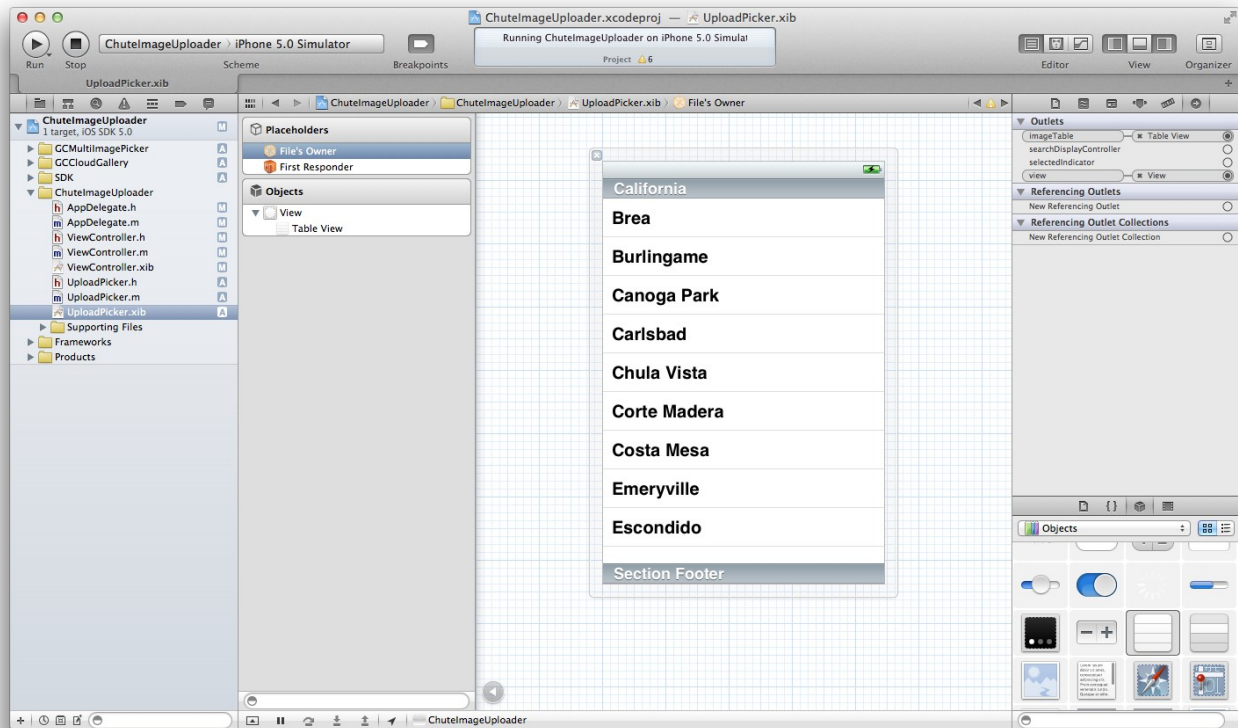 ChuteImageUploader.xcodeproj — UploadPicker.xib
ChuteImageUploader › iPhone 5.0 Simulator
Running ChuteImageUploader on iPhone 5.0 Simulat
Project 6
Run Stop Scheme Breakpoints Editor View Organizer
UploadPicker.xib
ChuteImageUploader › ChuteImageUploader › UploadPicker.xib › File's Owner
ChuteImageUploader M
1 target, iOS SDK 5.0
GCMultiImagePicker A
GCCloudGallery A
SDK A
ChuteImageUploader
h AppDelegate.h M
m AppDelegate.m M
h ViewController.h M
m ViewController.m M
ViewController.xib M
h UploadPicker.h A
m UploadPicker.m A
UploadPicker.xib A
Supporting Files
Frameworks
Products
Placeholders
File's Owner
First Responder
Objects
View
Table View
California
Brea
Burlingame
Canoga Park
Carlsbad
Chula Vista
Corte Madera
Costa Mesa
Emeryville
Escondido
Section Footer
Outlets
imageTable Table View
searchDisplayController
selectedIndicator
view View
Referencing Outlets
New Referencing Outlet
Referencing Outlet Collections
New Referencing Outlet Collection
Objects
ChuteImageUploader